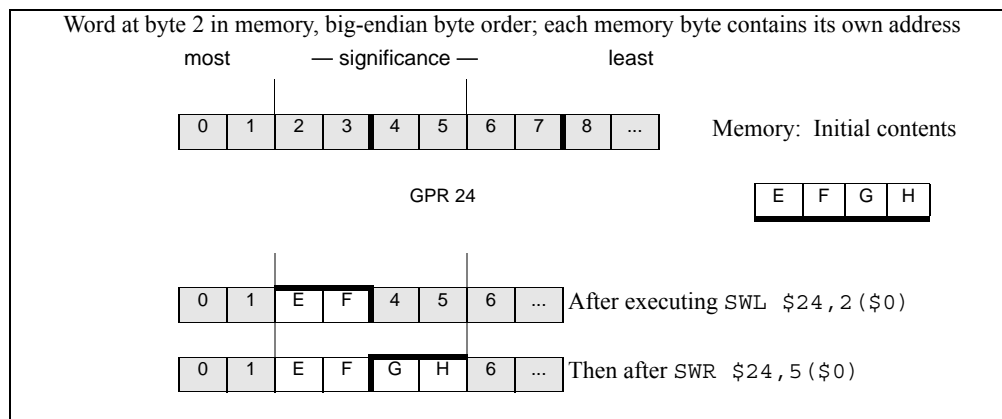 Word at byte 2 in memory, big-endian byte order; each memory byte contains its own address
most — significance — least
0 1 2 3 4 5 6 7 8 ... Memory: Initial contents
GPR 24 E F G H
0 1 E F 4 5 6 ... After executing SWL $24,2($0)
0 1 E F G H 6 ... Then after SWR $24,5($0)